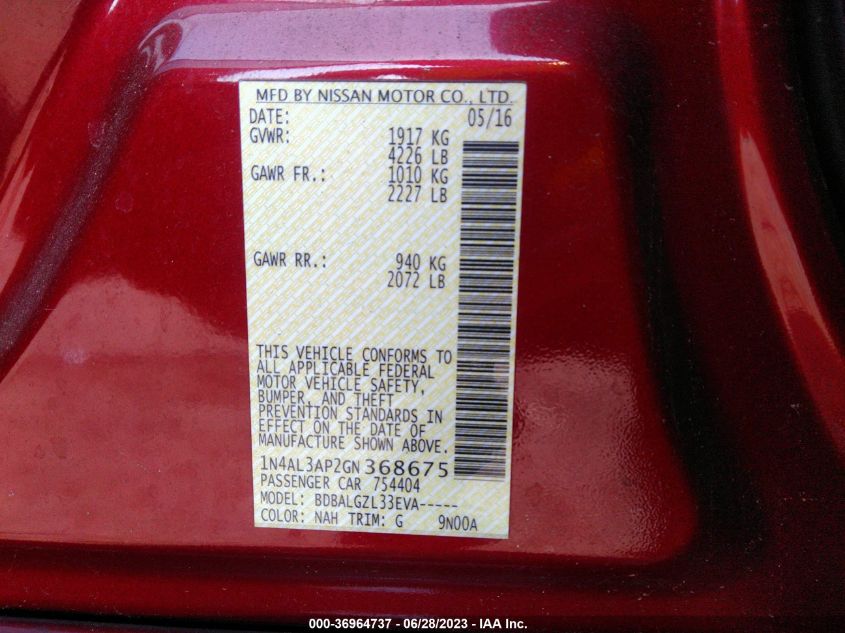 MFD BY NISSAN MOTOR CO., LTD.
DATE: 05/16
GVWR: 1917 KG
4226 LB
GAWR FR.: 1010 KG
2227 LB
GAWR RR.: 940 KG
2072 LB
THIS VEHICLE CONFORMS TO
ALL APPLICABLE FEDERAL
MOTOR VEHICLE SAFETY,
BUMPER, AND THEFT
PREVENTION STANDARDS IN
EFFECT ON THE DATE OF
MANUFACTURE SHOWN ABOVE.
1N4AL3AP2GN368675
PASSENGER CAR 754404
MODEL: BDBALGZL33EVA-----
COLOR: NAH TRIM: G 9N00A
000-36964737 - 06/28/2023 - IAA Inc.